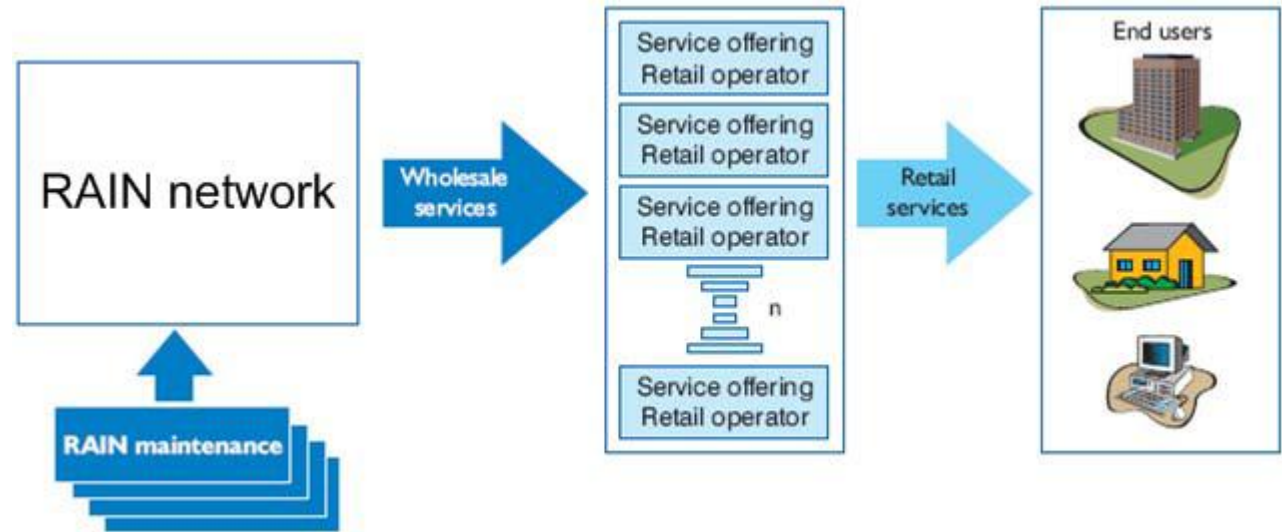 RAIN network
RAIN maintenance
Wholesale
services
Service offering
Retail operator
Service offering
Retail operator
Service offering
Retail operator
n
Service offering
Retail operator
Retail
services
End users